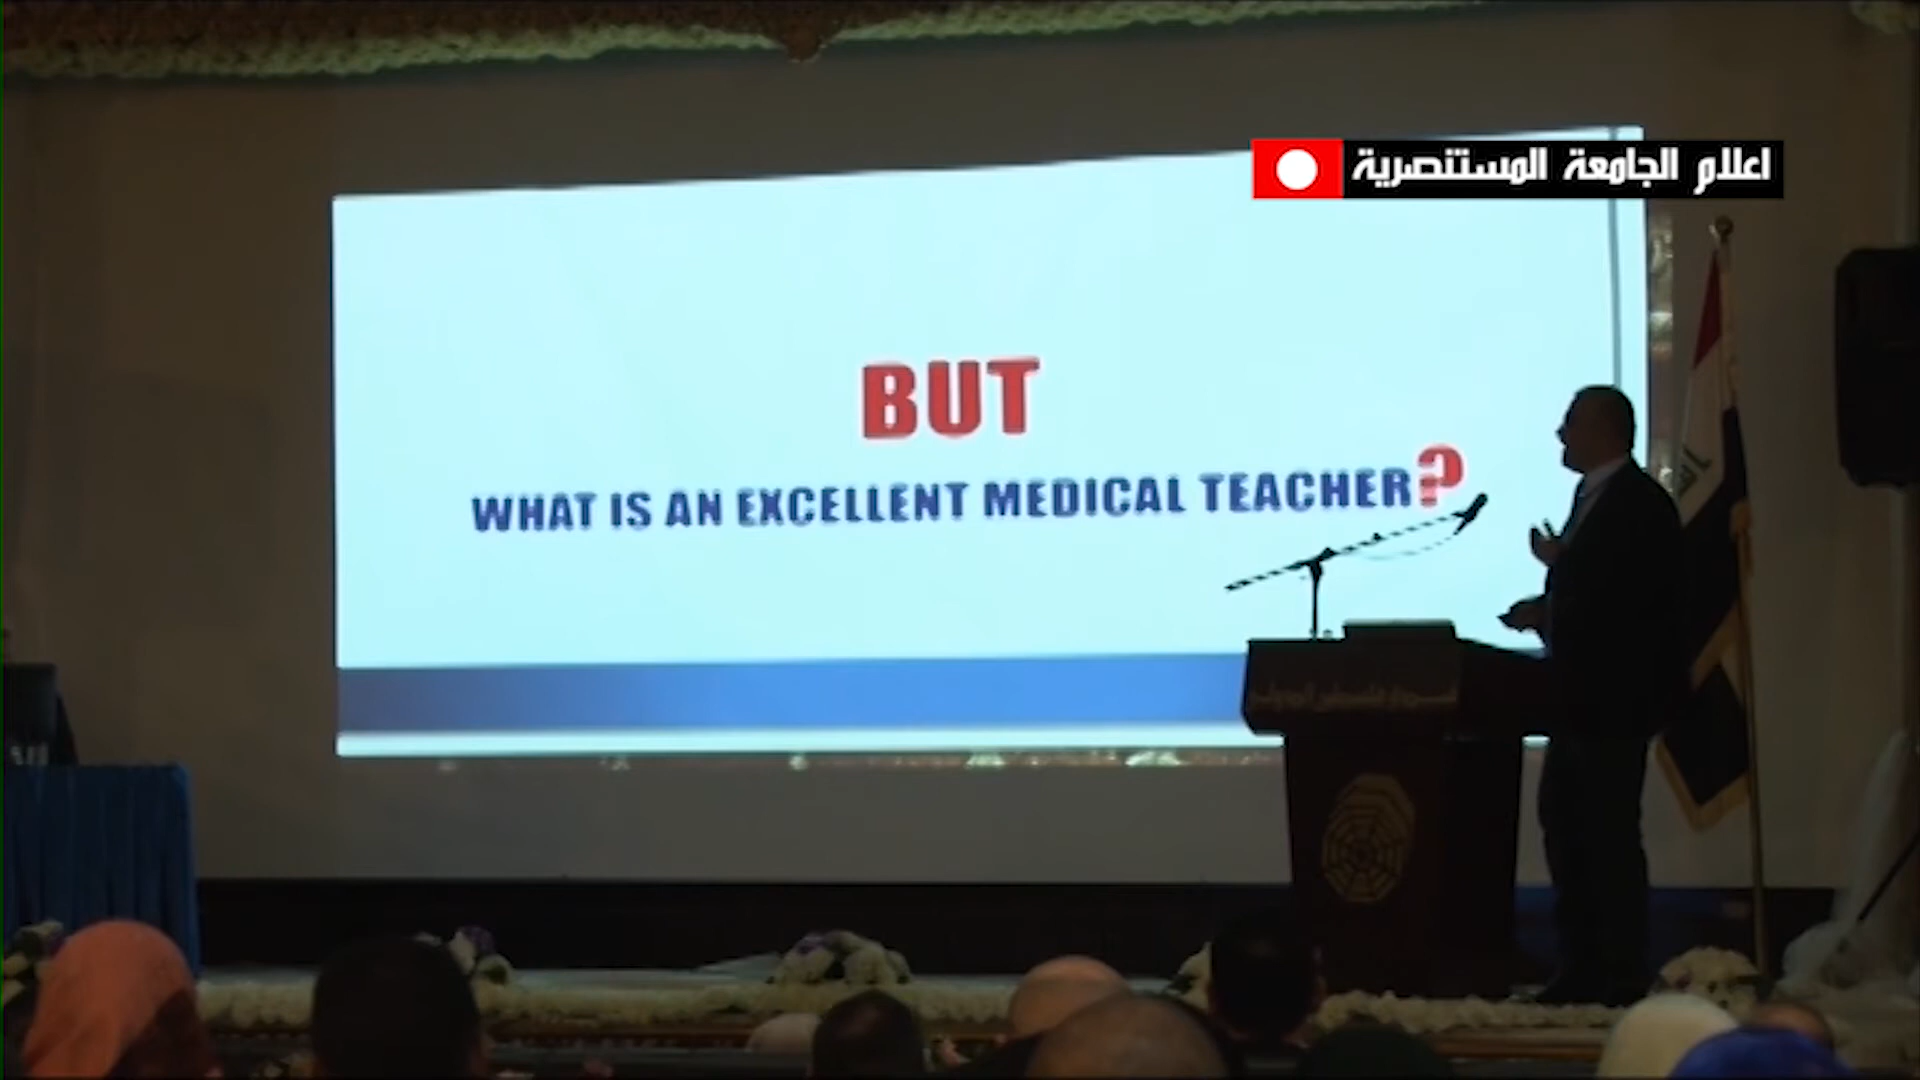 اعلام الجامعة المستنصرية
BUT
WHAT IS AN EXCELLENT MEDICAL TEACHER?